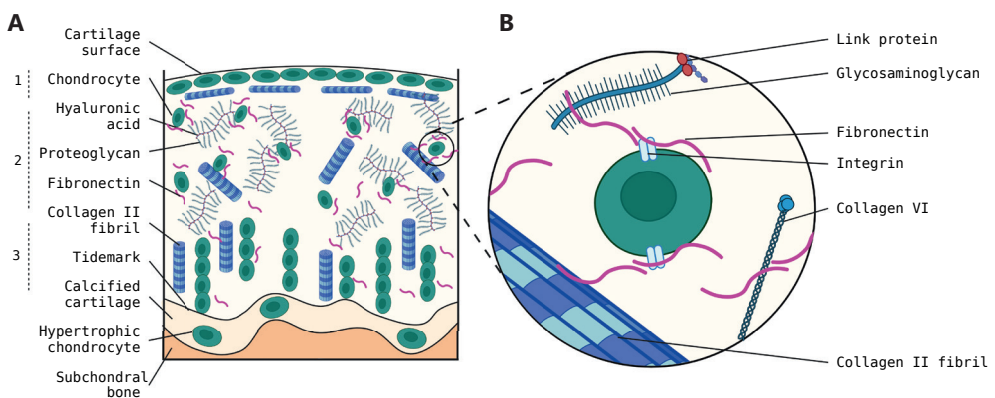 A
Cartilage
surface
1
Chondrocyte
Hyaluronic
acid
2
Proteoglycan
Fibronectin
Collagen II
fibril
3
Tidemark
Calcified
cartilage
Hypertrophic
chondrocyte
Subchondral
bone
B
Link protein
Glycosaminoglycan
Fibronectin
Integrin
Collagen VI
Collagen II fibril